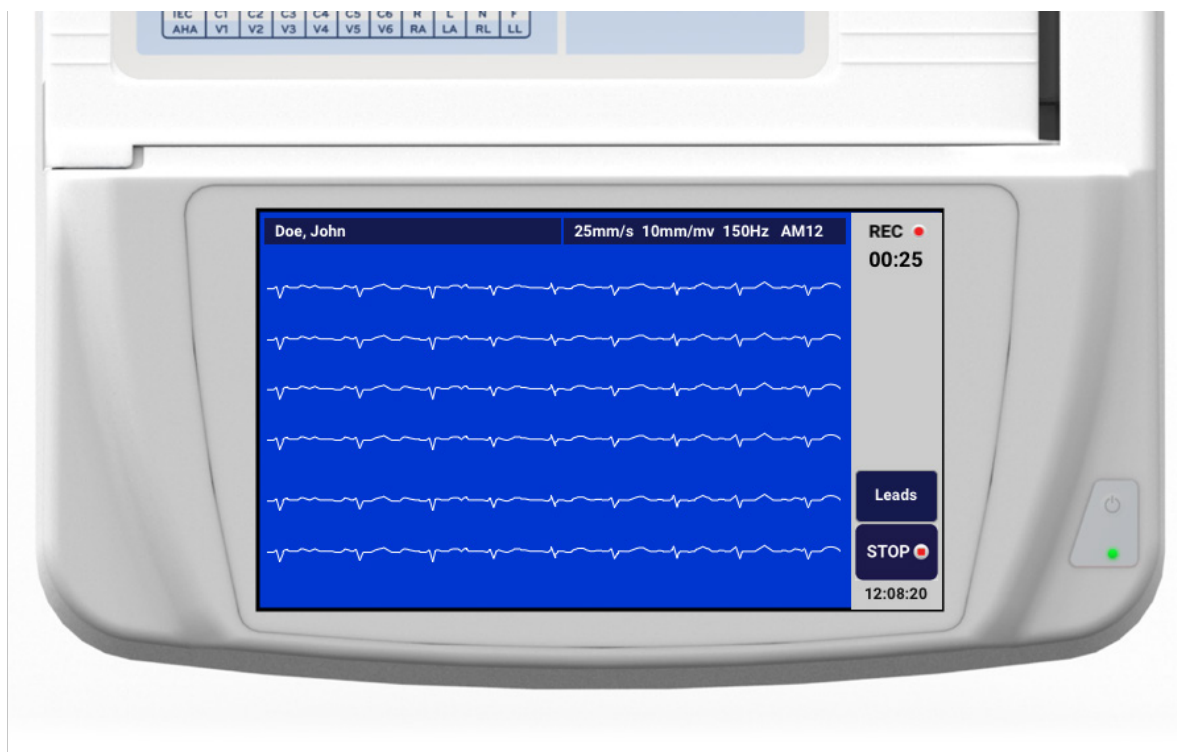 IEC C1 C2 C3 C4 C5 C6 R L N F
AHA V1 V2 V3 V4 V5 V6 RA LA RL LL
Doe, John 25mm/s 10mm/mv 150Hz AM12 REC
00:25
Leads
STOP
12:08:20